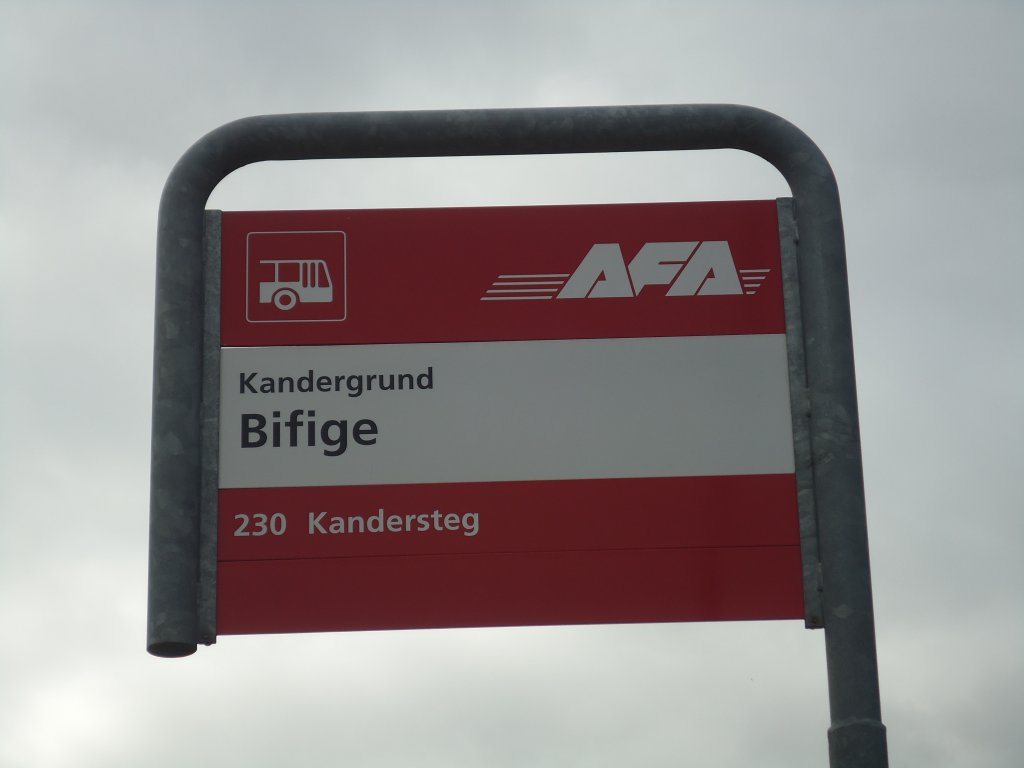 AFA
Kandergrund
Bifige
230 Kandersteg